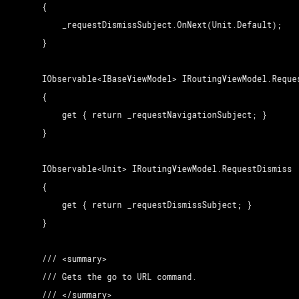 {
_requestDismissSubject.OnNext(Unit.Default);
}
IObservable<IBaseViewModel> IRoutingViewModel.Reques
{
get { return _requestNavigationSubject; }
}
IObservable<Unit> IRoutingViewModel.RequestDismiss
{
get { return _requestDismissSubject; }
}
/// <summary>
/// Gets the go to URL command.
/// </summary>